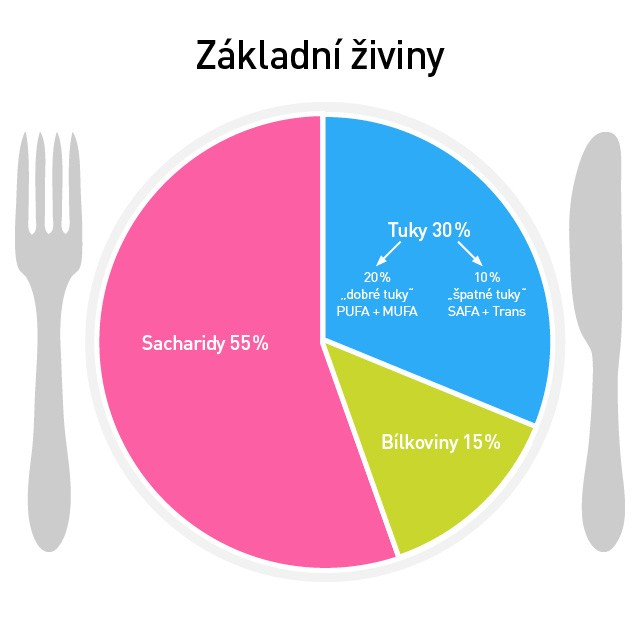 Základní živiny
Tuky 30%
20%
„dobré tuky“
PUFA + MUFA
10%
„špatné tuky“
SAFA + Trans
Sacharidy 55%
Bílkoviny 15%